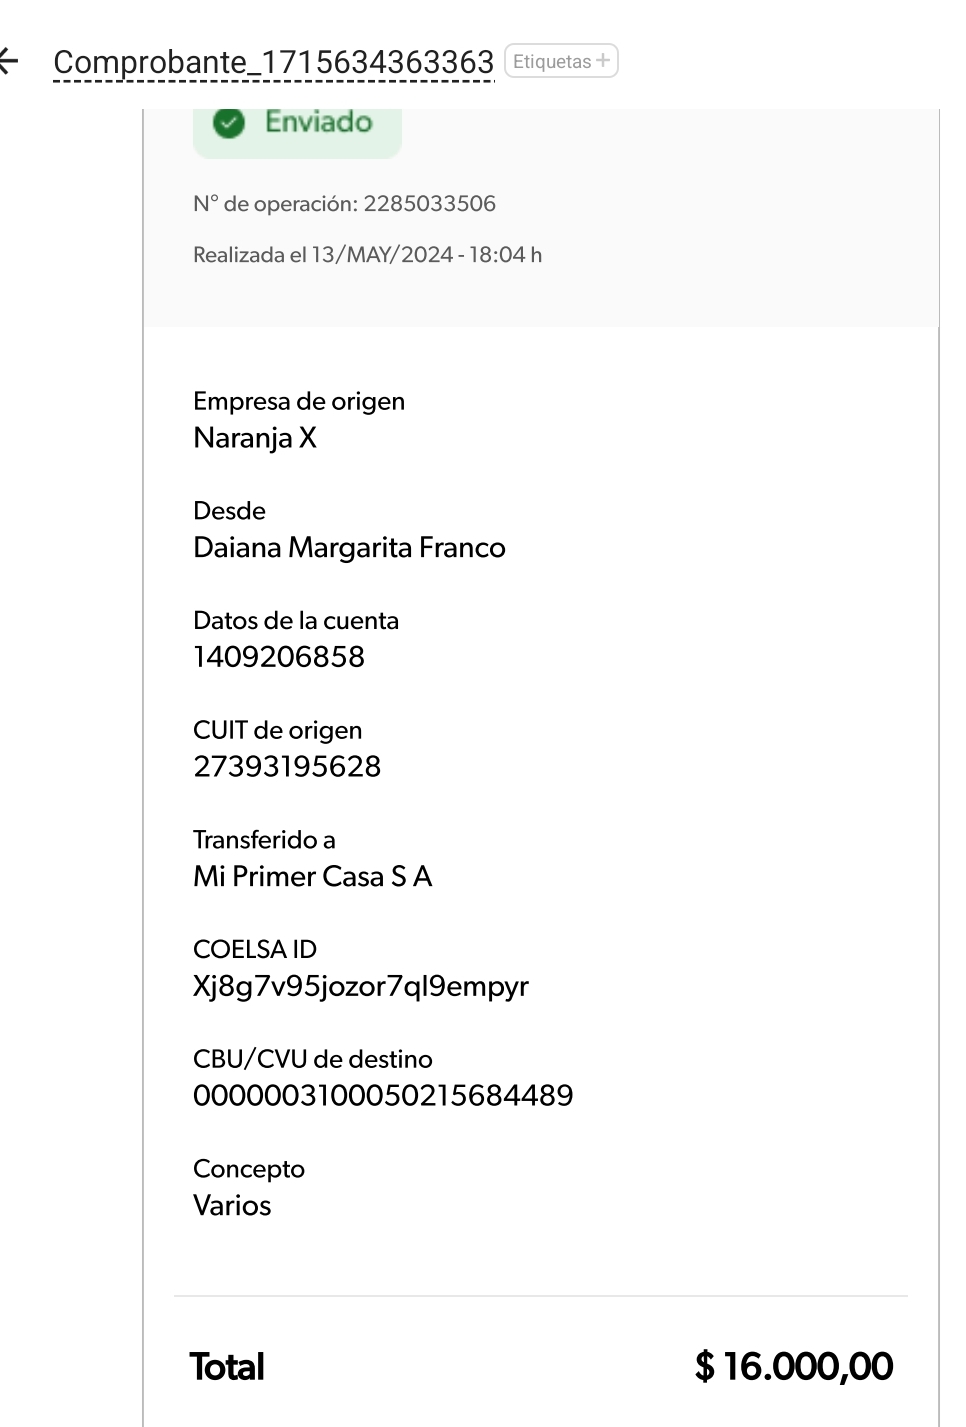 Comprobante_1715634363363 Etiquetas +
Enviado
N° de operación: 2285033506
Realizada el 13/MAY/2024 - 18:04 h
Empresa de origen
Naranja X
Desde
Daiana Margarita Franco
Datos de la cuenta
1409206858
CUIT de origen
27393195628
Transferido a
Mi Primer Casa S A
COELSA ID
Xj8g7v95jozor7ql9empyr
CBU/CVU de destino
0000003100050215684489
Concepto
Varios
Total $ 16.000,00